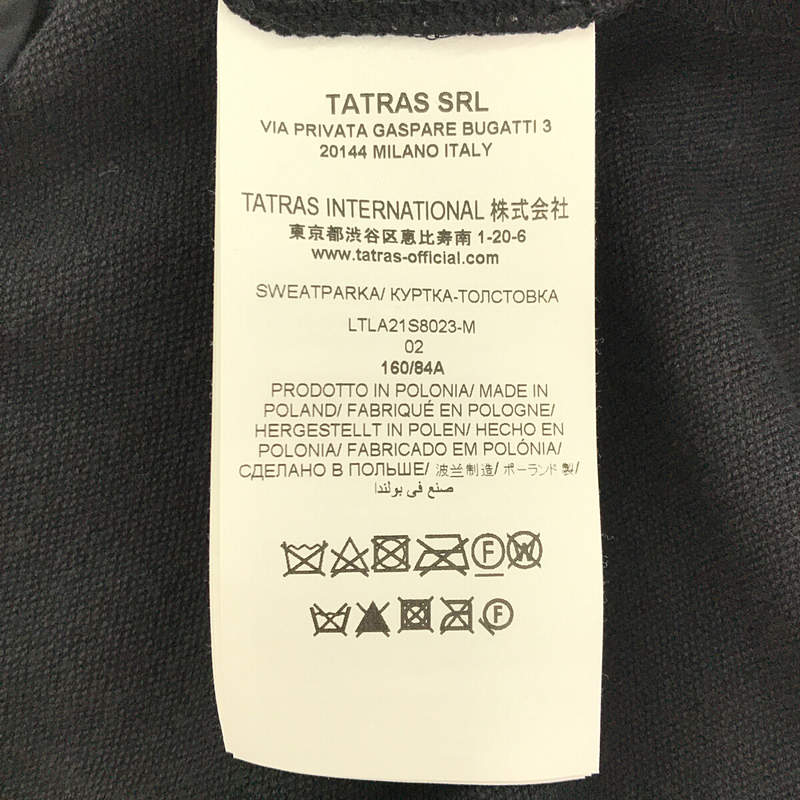 TATRAS SRL
VIA PRIVATA GASPARE BUGATTI 3
20144 MILANO ITALY
TATRAS INTERNATIONAL 株式会社
東京都渋谷区恵比寿南 1-20-6
www.tatras-official.com
SWEATPARKA/ КУРТКА-ТОЛСТОВКА
LTLA21S8023-M
02
160/84A
PRODOTTO IN POLONIA/ MADE IN
POLAND/ FABRIQUÉ EN POLOGNE/
HERGESTELLT IN POLEN/ HECHO EN
POLONIA/ FABRICADO EM POLÓNIA/
СДЕЛАНО В ПОЛЬШЕ/ 波兰制造/ ポーランド製/
صنع في بولندا
F W
F